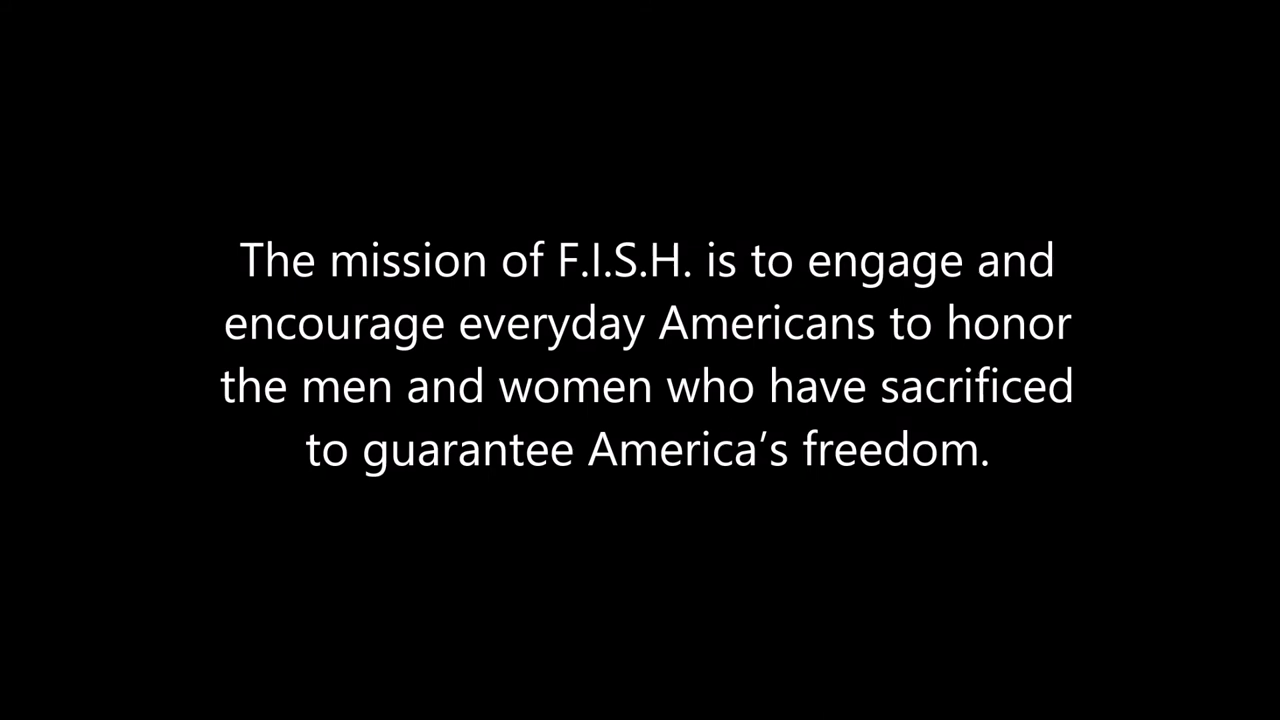 The mission of F.I.S.H. is to engage and
encourage everyday Americans to honor
the men and women who have sacrificed
to guarantee America’s freedom.